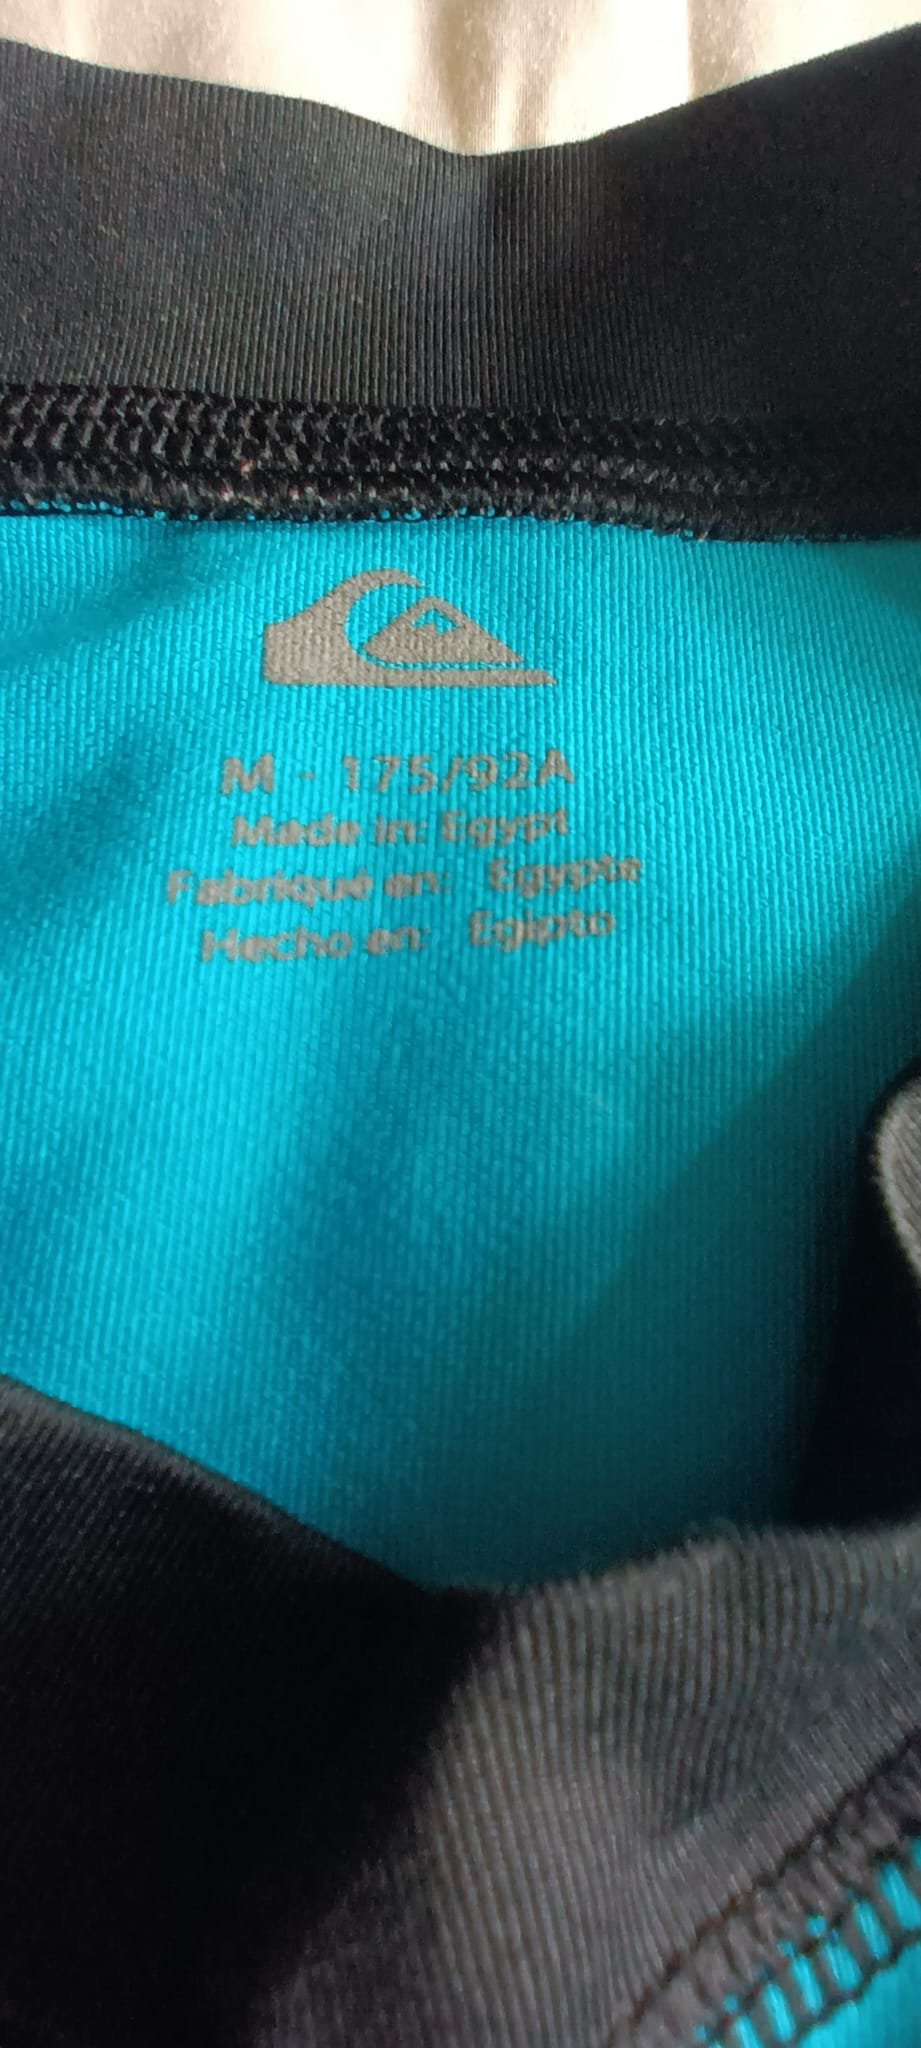 M - 175/92A
Made in: Egypt
Fabriqué en: Egypte
Hecho en: Egipto